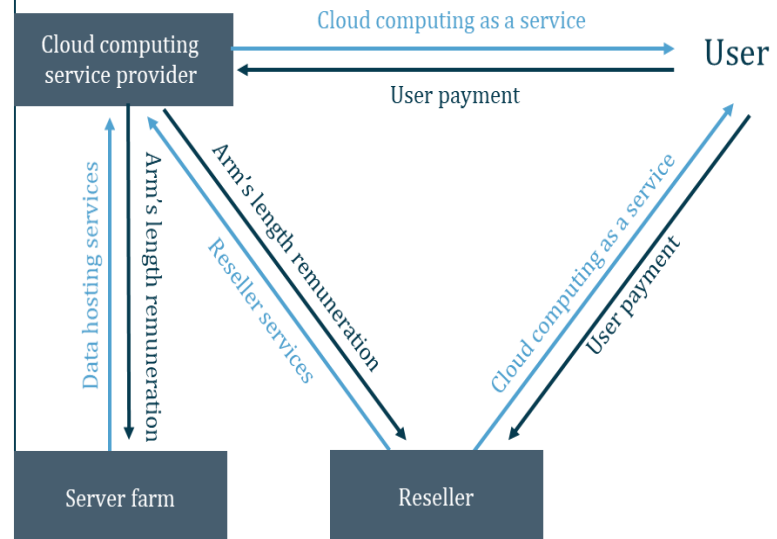 Cloud computing as a service
Cloud computing
service provider
User
User payment
Data hosting services
Arm's length remuneration
Arm's length remuneration
Reseller services
Cloud computing as a service
User payment
Server farm
Reseller